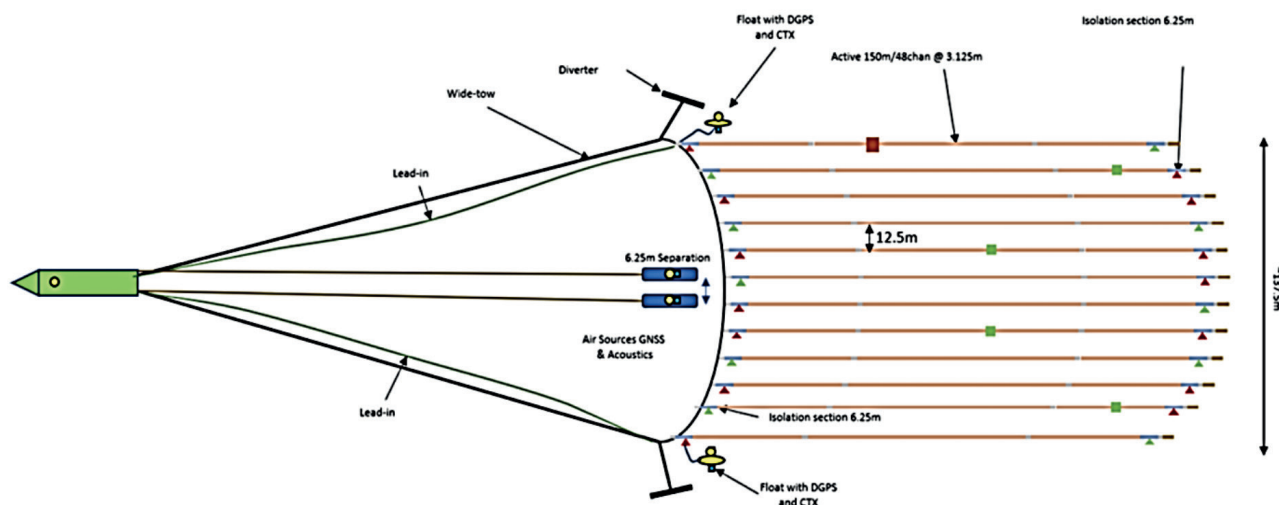 Float with DGPS
and CTX
Isolation section 6.25m
Active 150m/48chan @ 3.125m
Diverter
Wide-tow
Lead-in
12.5m
6.25m Separation
Air Sources GNSS
& Acoustics
Lead-in
Isolation section 6.25m
Float with DGPS
and CTX